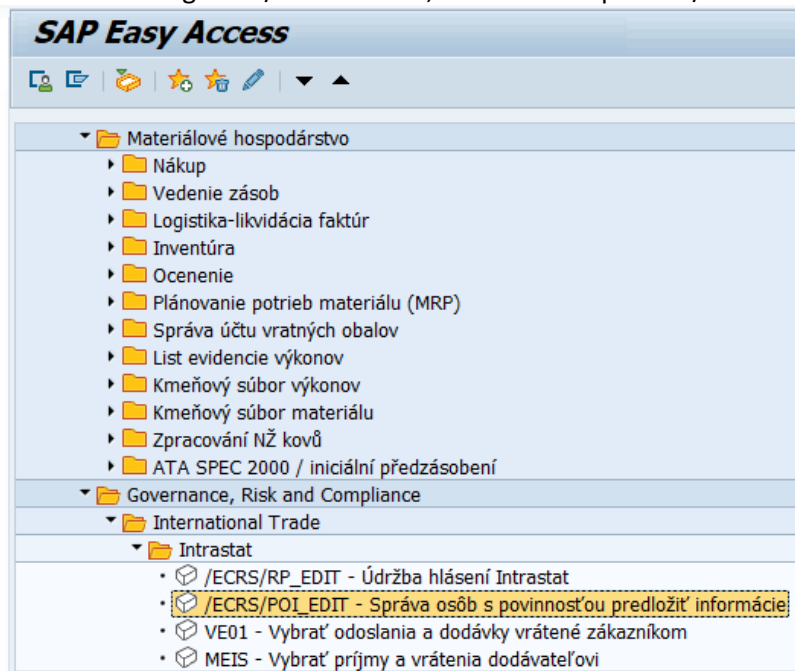 SAP Easy Access
Materiálové hospodárstvo
Nákup
Vedenie zásob
Logistika-likvidácia faktúr
Inventúra
Ocenenie
Plánovanie potrieb materiálu (MRP)
Správa účtu vratných obalov
List evidencie výkonov
Kmeňový súbor výkonov
Kmeňový súbor materiálu
Zpracování NŽ kovů
ATA SPEC 2000 / iniciální předzásobení
Governance, Risk and Compliance
International Trade
Intrastat
/ECRS/RP_EDIT - Údržba hlásení Intrastat
/ECRS/POI_EDIT - Správa osôb s povinnosťou predložiť informácie
VE01 - Vybrať odoslania a dodávky vrátené zákazníkom
MEIS - Vybrať príjmy a vrátenia dodávateľovi